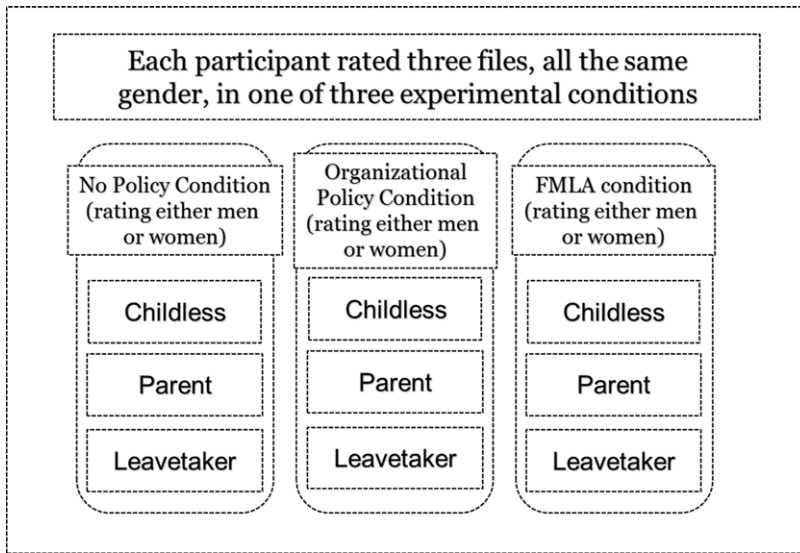 Each participant rated three files, all the same
gender, in one of three experimental conditions
No Policy Condition
(rating either men
or women)
Childless
Parent
Leavetaker
Organizational
Policy Condition
(rating either men
or women)
Childless
Parent
Leavetaker
FMLA condition
(rating either men
or women)
Childless
Parent
Leavetaker